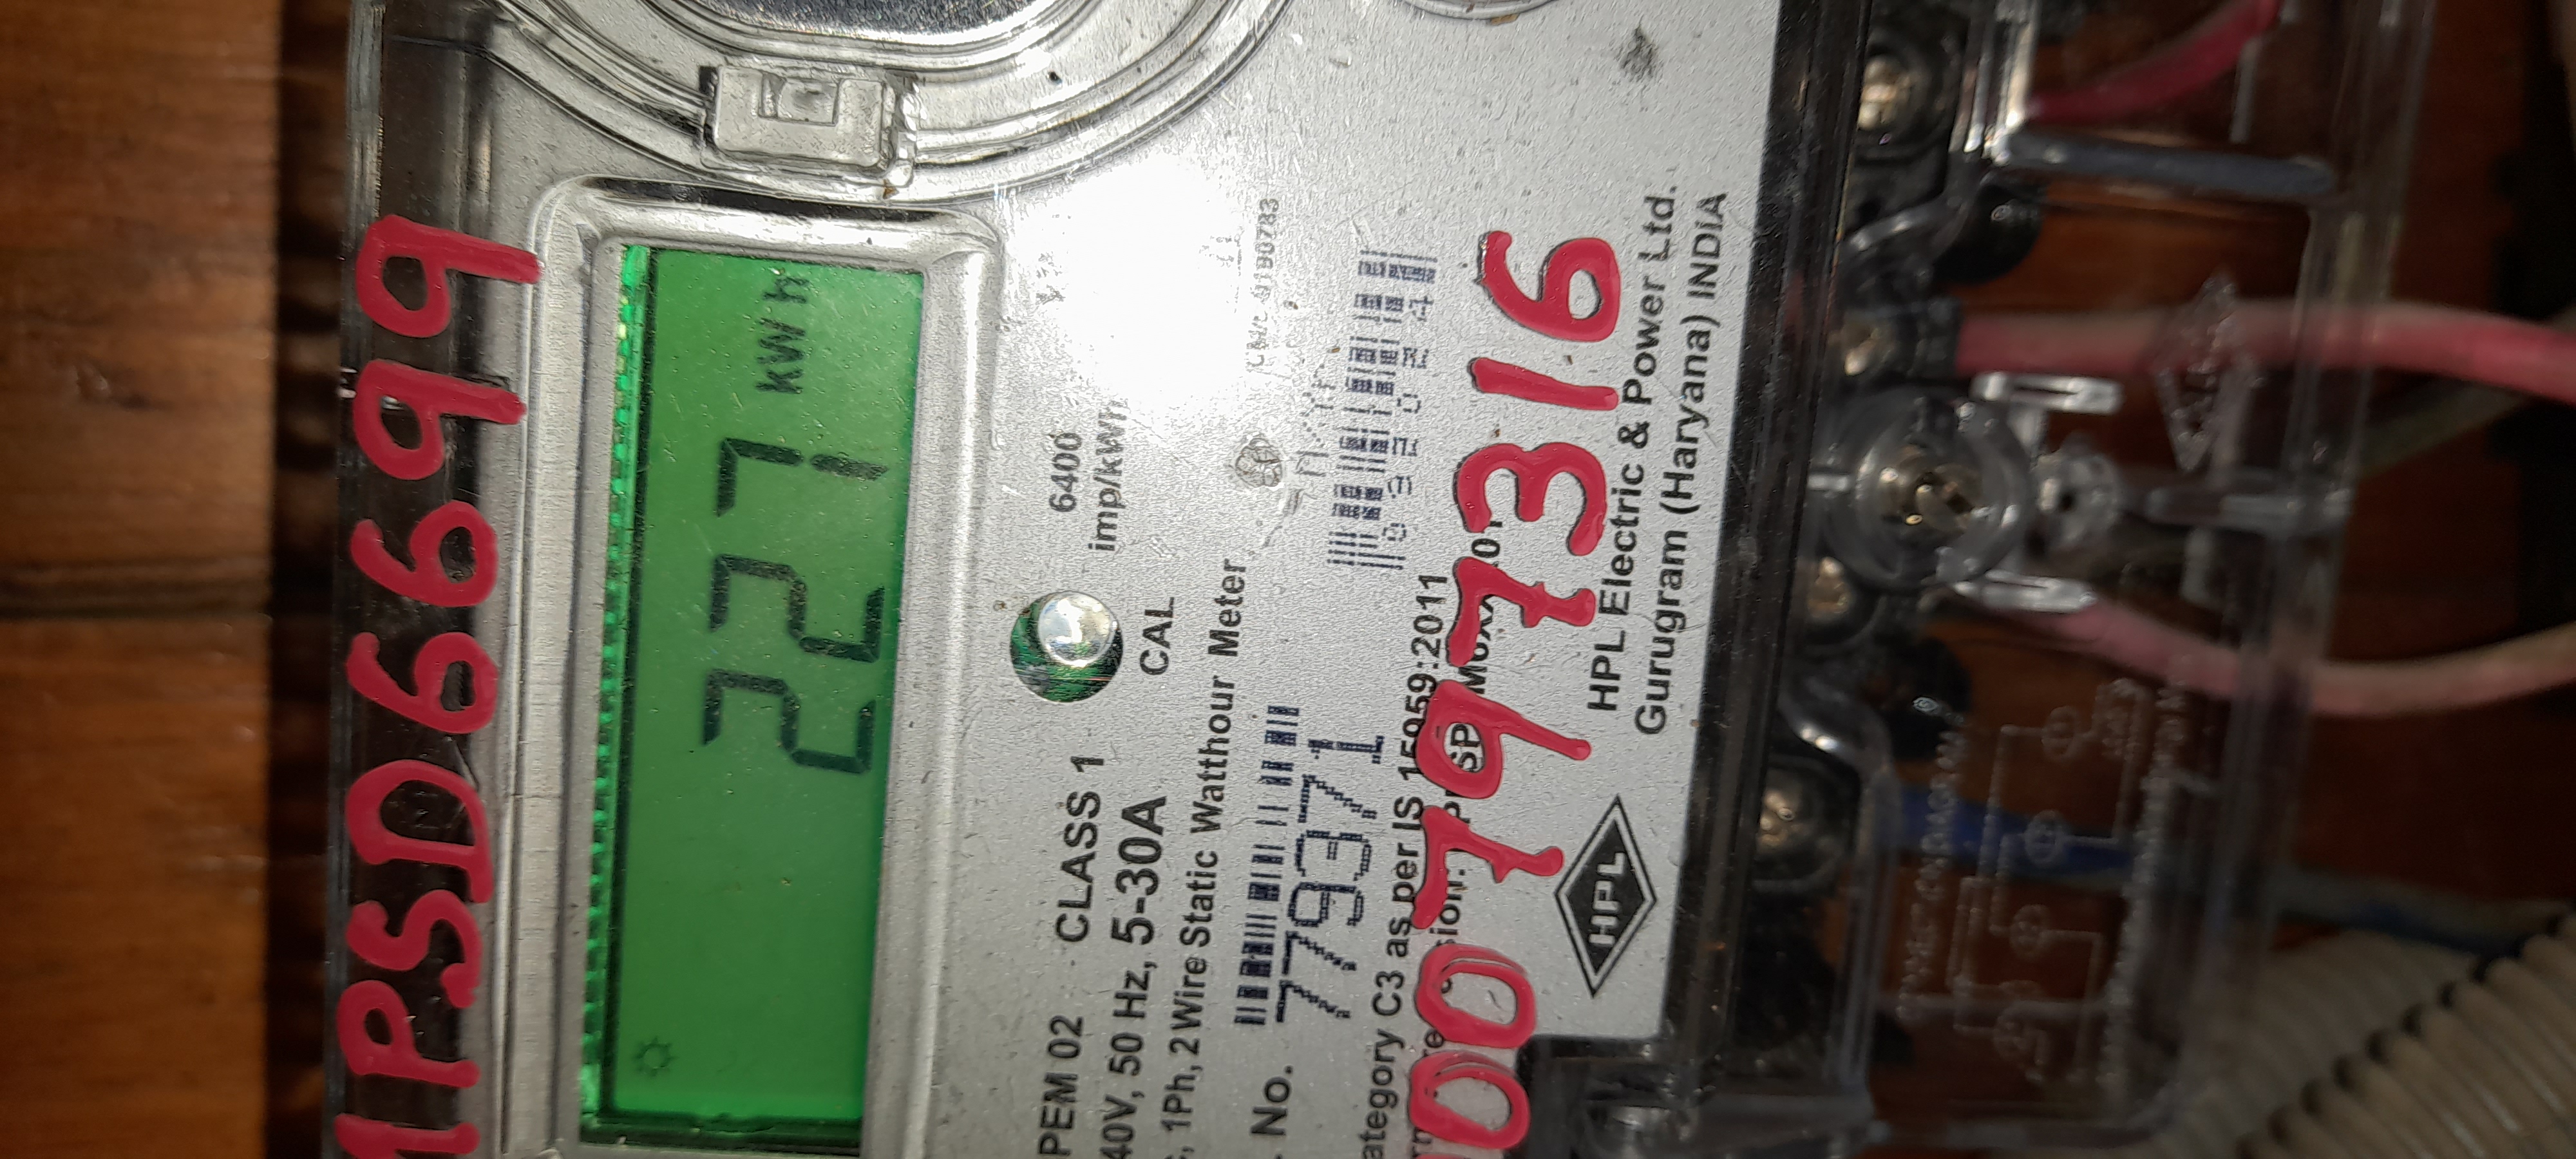 1PSD6699
227 kWh
6400
imp/kWh
CAL
PEM 02 CLASS 1
40V, 50 Hz, 5-30A
1Ph, 2 Wire Static Watthour Meter
No. 7793671
ategory C3 as per IS 15959:2011
00797316
HPL
HPL Electric & Power Ltd.
Gurugram (Haryana) INDIA